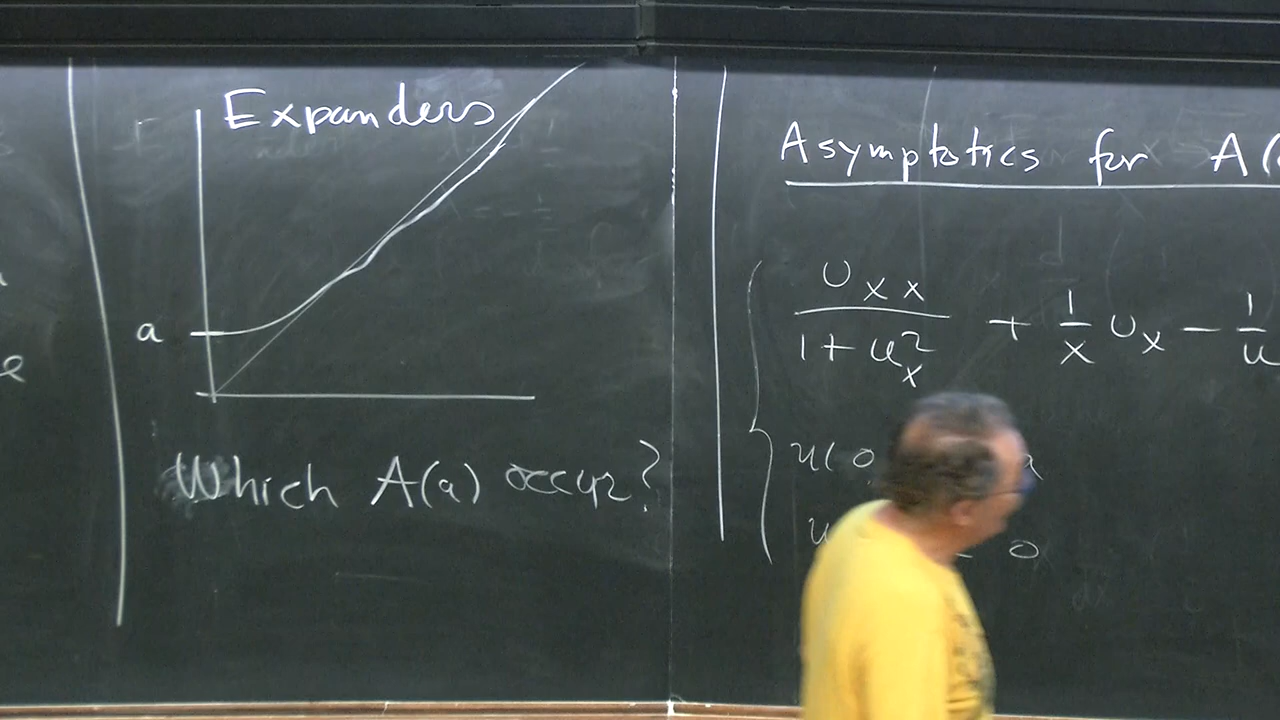 Expanders
a
Which A(a) occur?
Asymptotics for A(
u_xx / (1 + u_x^2) + 1/x u_x - 1/u
u(0
u
0